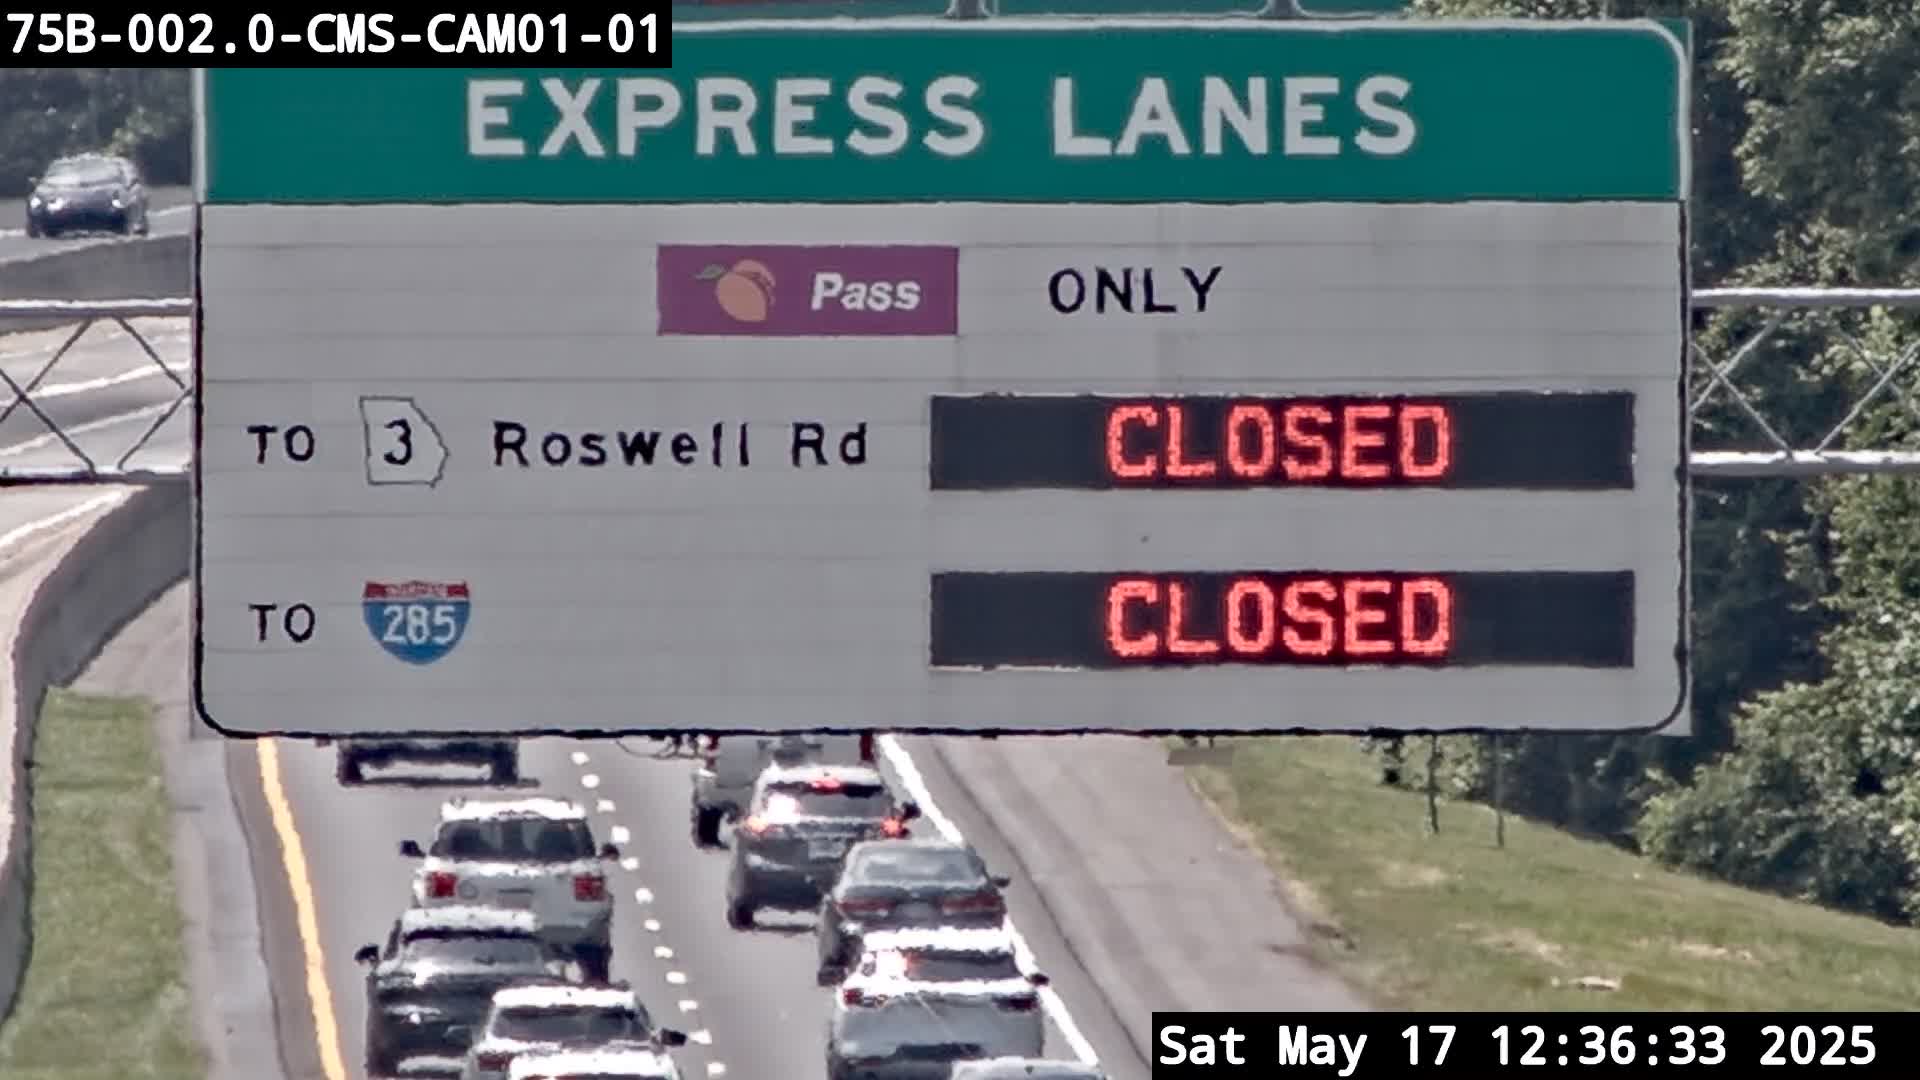 75B-002.0-CMS-CAM01-01
EXPRESS LANES
Pass ONLY
TO 3 Roswell Rd CLOSED
TO 285 CLOSED
Sat May 17 12:36:33 2025